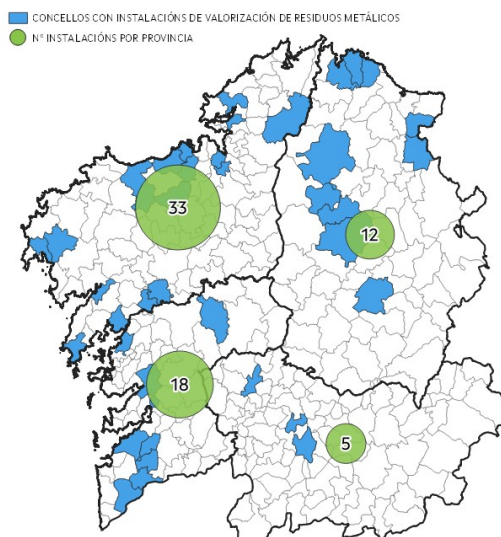 CONCELLOS CON INSTALACIÓNS DE VALORIZACIÓN DE RESIDUOS METÁLICOS
Nº INSTALACIÓNS POR PROVINCIA
33
12
18
5